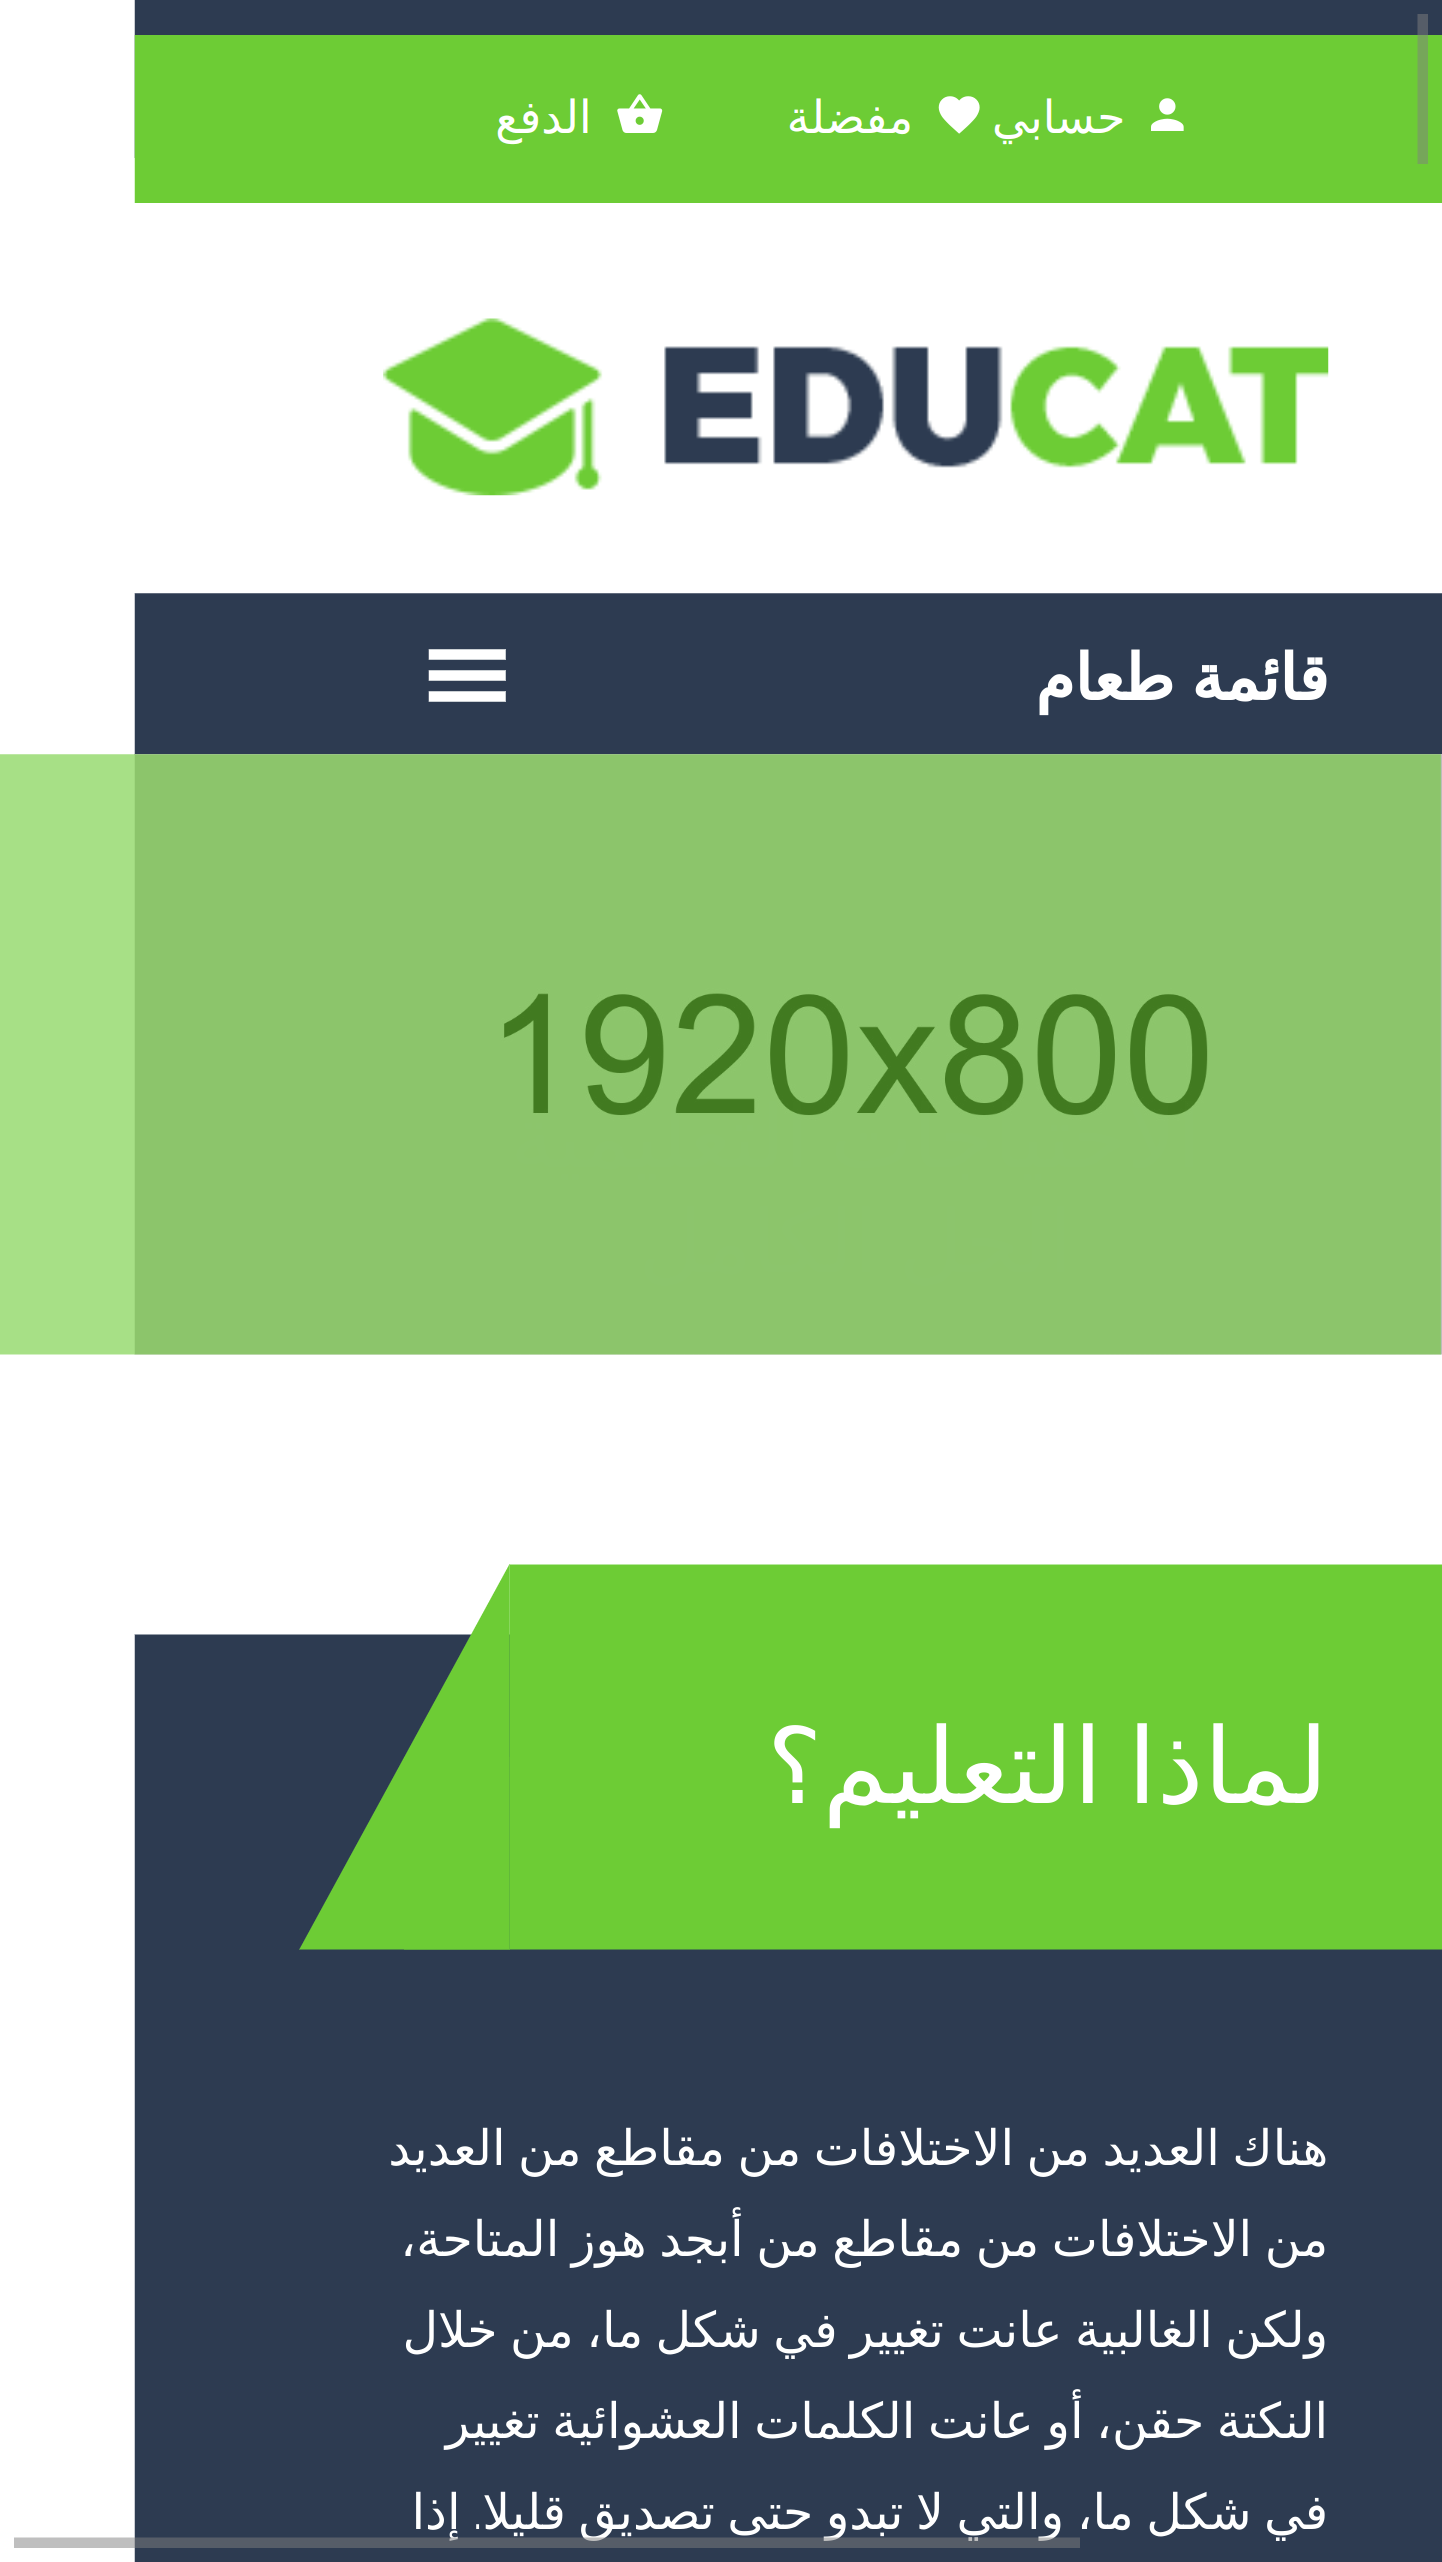 حسابي مفضلة الدفع
EDUCAT
قائمة طعام
1920x800
لماذا التعليم؟
هناك العديد من الاختلافات من مقاطع من العديد
من الاختلافات من مقاطع من أبجد هوز المتاحة،
ولكن الغالبية عانت تغيير في شكل ما، من خلال
النكتة حقن، أو عانت الكلمات العشوائية تغيير
في شكل ما، والتي لا تبدو حتى تصديق قليلا. إذا